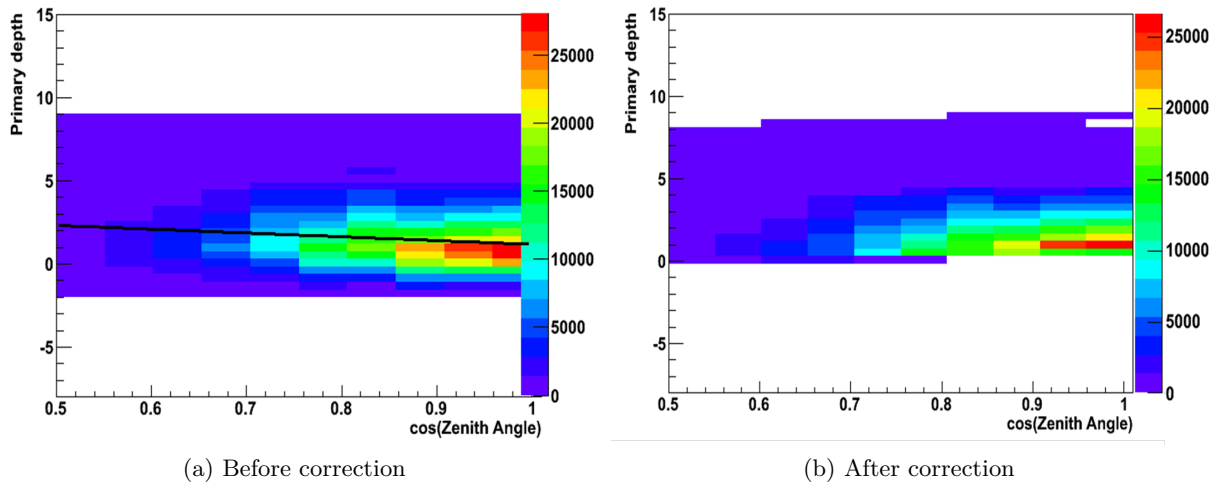 Primary depth
15
10
5
0
-5
0.5 0.6 0.7 0.8 0.9 1
cos(Zenith Angle)
25000
20000
15000
10000
5000
0
(a) Before correction
Primary depth
15
10
5
0
-5
0.5 0.6 0.7 0.8 0.9 1
cos(Zenith Angle)
25000
20000
15000
10000
5000
0
(b) After correction